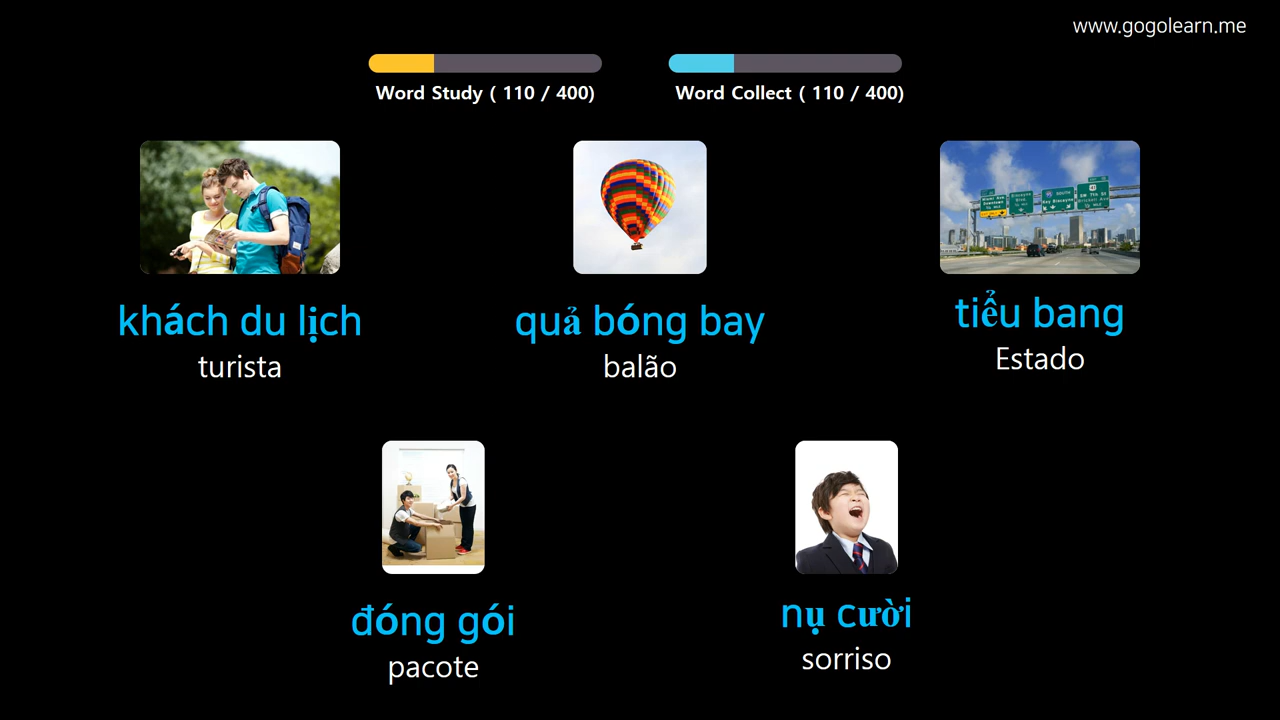 www.gogolearn.me
Word Study ( 110 / 400)
Word Collect ( 110 / 400)
khách du lịch
turista
quả bóng bay
balão
tiểu bang
Estado
đóng gói
pacote
nụ cười
sorriso